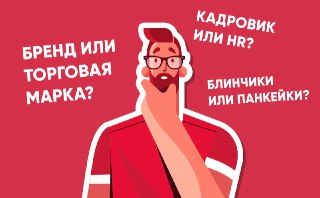 БРЕНД ИЛИ
ТОРГОВАЯ
МАРКА?
КАДРОВИК
ИЛИ HR?
БЛИНЧИКИ
ИЛИ ПАНКЕЙКИ?